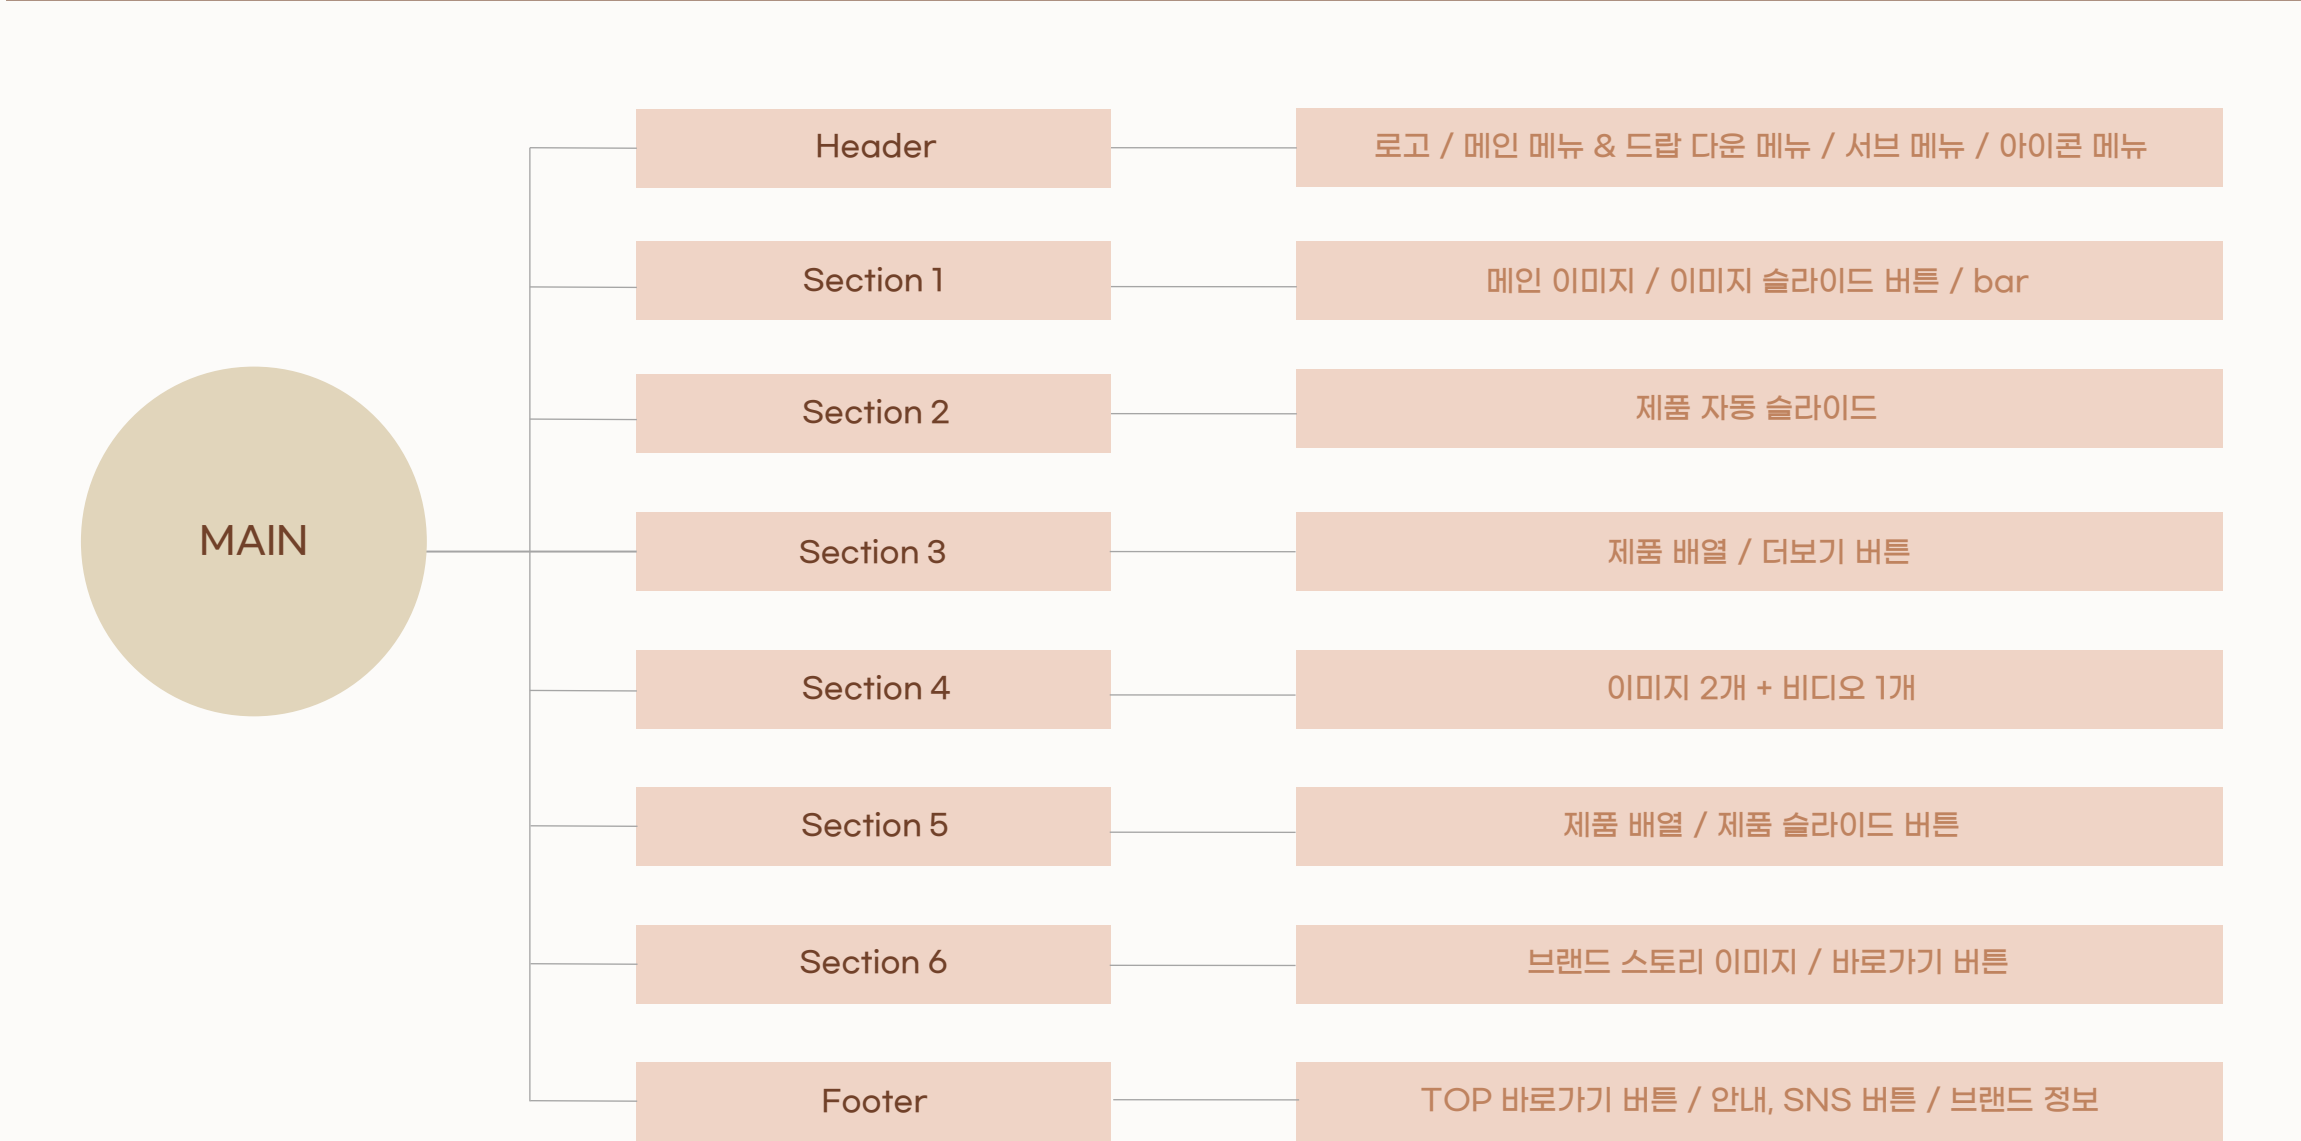 MAIN
Header
로고 / 메인 메뉴 & 드랍 다운 메뉴 / 서브 메뉴 / 아이콘 메뉴
Section 1
메인 이미지 / 이미지 슬라이드 버튼 / bar
Section 2
제품 자동 슬라이드
Section 3
제품 배열 / 더보기 버튼
Section 4
이미지 2개 + 비디오 1개
Section 5
제품 배열 / 제품 슬라이드 버튼
Section 6
브랜드 스토리 이미지 / 바로가기 버튼
Footer
TOP 바로가기 버튼 / 안내, SNS 버튼 / 브랜드 정보